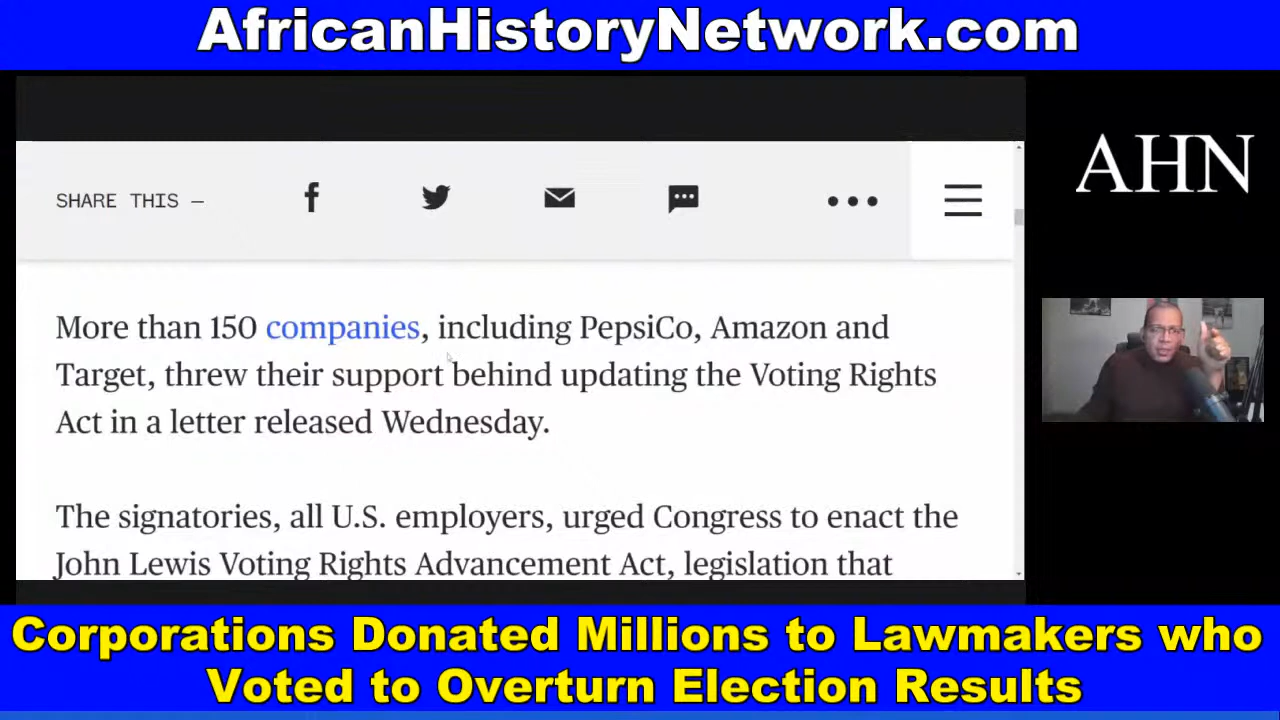 AfricanHistoryNetwork.com
AHN
SHARE THIS —
More than 150 companies, including PepsiCo, Amazon and
Target, threw their support behind updating the Voting Rights
Act in a letter released Wednesday.
The signatories, all U.S. employers, urged Congress to enact the
John Lewis Voting Rights Advancement Act, legislation that
Corporations Donated Millions to Lawmakers who
Voted to Overturn Election Results